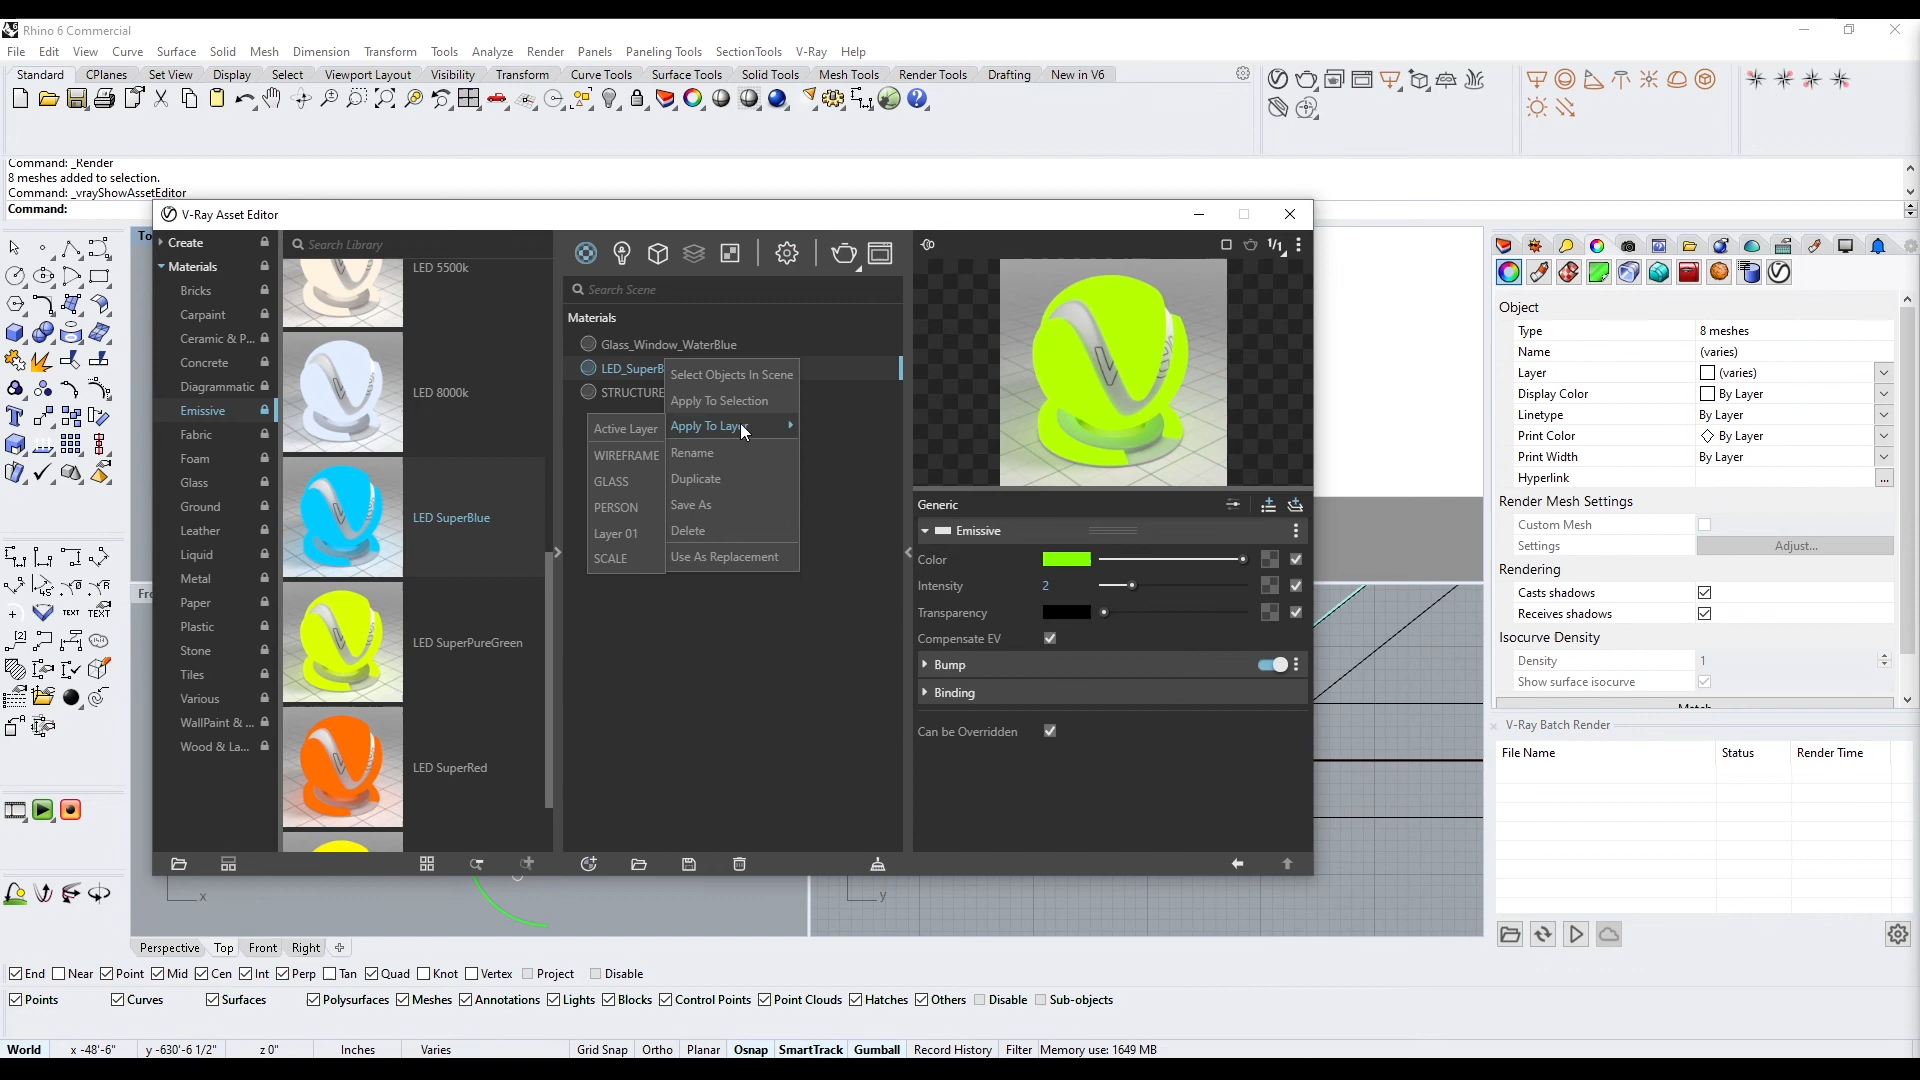 Rhino 6 Commercial
File Edit View Curve Surface Solid Mesh Dimension Transform Tools Analyze Render Panels Paneling Tools SectionTools V-Ray Help
Standard CPlanes Set View Display Select Viewport Layout Visibility Transform Curve Tools Surface Tools Solid Tools Mesh Tools Render Tools Drafting New in V6
Command: _Render
8 meshes added to selection.
Command: _vrayShowAssetEditor
Command:
V-Ray Asset Editor
Create
Materials
Bricks
Carpaint
Ceramic & P...
Concrete
Diagrammatic
Emissive
Fabric
Foam
Glass
Ground
Leather
Liquid
Metal
Paper
Plastic
Stone
Tiles
Various
WallPaint & ...
Wood & La...
Search Library
LED 5500k
LED 8000k
LED SuperBlue
LED SuperPureGreen
LED SuperRed
Search Scene
Materials
Glass_Window_WaterBlue
LED_SuperB
STRUCTURE
Active Layer
WIREFRAME
GLASS
PERSON
Layer 01
SCALE
Select Objects In Scene
Apply To Selection
Apply To Laye
Rename
Duplicate
Save As
Delete
Use As Replacement
1/1
Generic
Emissive
Color
Intensity 2
Transparency
Compensate EV
Bump
Binding
Can be Overridden
Object
Type 8 meshes
Name (varies)
Layer (varies)
Display Color By Layer
Linetype By Layer
Print Color By Layer
Print Width By Layer
Hyperlink ...
Render Mesh Settings
Custom Mesh
Settings Adjust...
Rendering
Casts shadows
Receives shadows
Isocurve Density
Density 1
Show surface isocurve
Match
V-Ray Batch Render
File Name Status Render Time
x
y
Perspective Top Front Right
End Near Point Mid Cen Int Perp Tan Quad Knot Vertex Project Disable
Points Curves Surfaces Polysurfaces Meshes Annotations Lights Blocks Control Points Point Clouds Hatches Others Disable Sub-objects
World x -48'-6" y -630'-6 1/2" z 0" Inches Varies Grid Snap Ortho Planar Osnap SmartTrack Gumball Record History Filter Memory use: 1649 MB